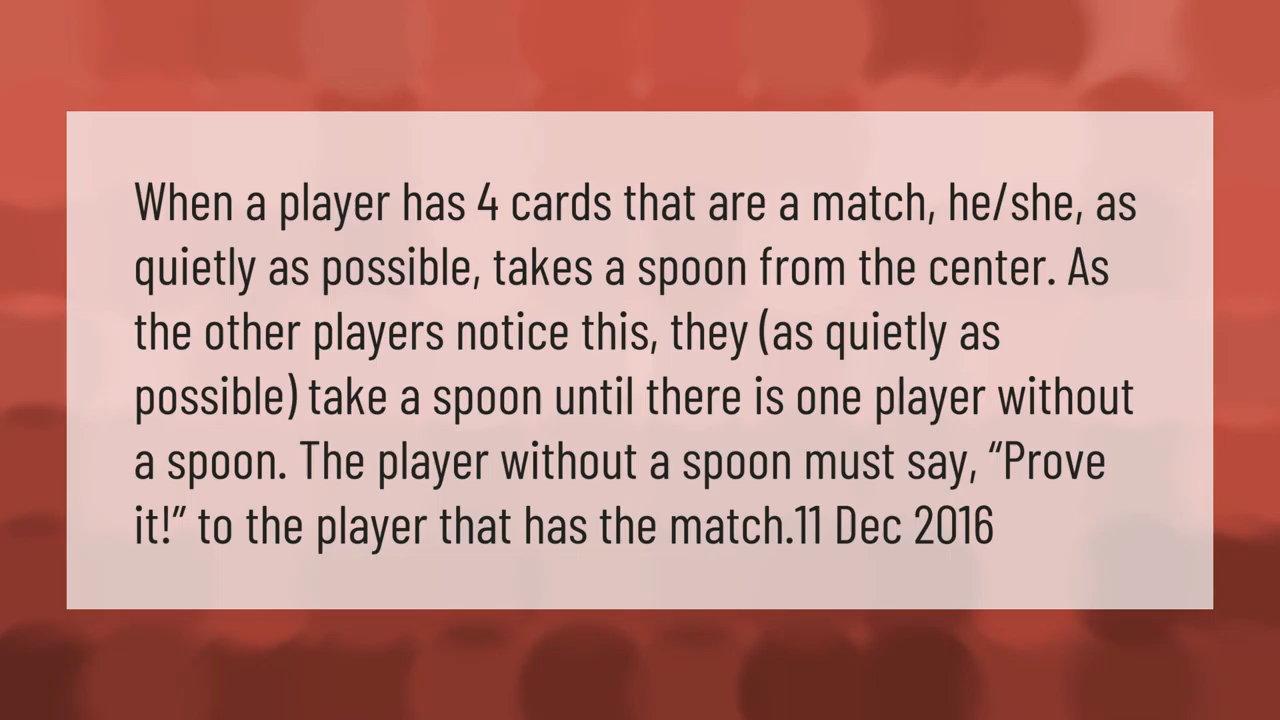 When a player has 4 cards that are a match, he/she, as
quietly as possible, takes a spoon from the center. As
the other players notice this, they (as quietly as
possible) take a spoon until there is one player without
a spoon. The player without a spoon must say, “Prove
it!” to the player that has the match.11 Dec 2016